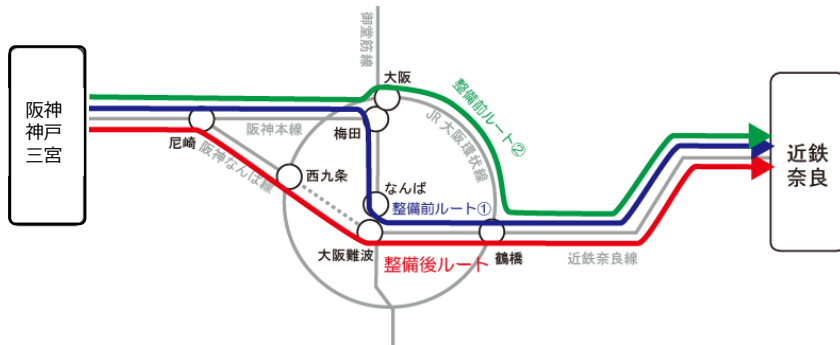 御堂筋線
大阪
整備前ルート②
阪神
神戸
三宮
阪神本線
梅田
JR大阪環状線
尼崎
阪神なんば線
西九条
なんば
整備前ルート①
近鉄
奈良
大阪難波
整備後ルート
鶴橋
近鉄奈良線